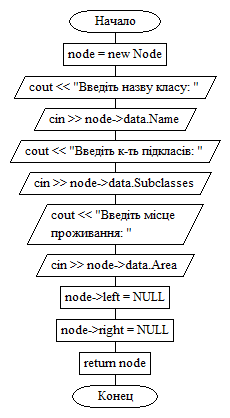 Начало
node = new Node
cout << "Введіть назву класу: "
cin >> node->data.Name
cout << "Введіть к-ть підкласів: "
cin >> node->data.Subclasses
cout << "Введіть місце
проживання: "
cin >> node->data.Area
node->left = NULL
node->right = NULL
return node
Конец